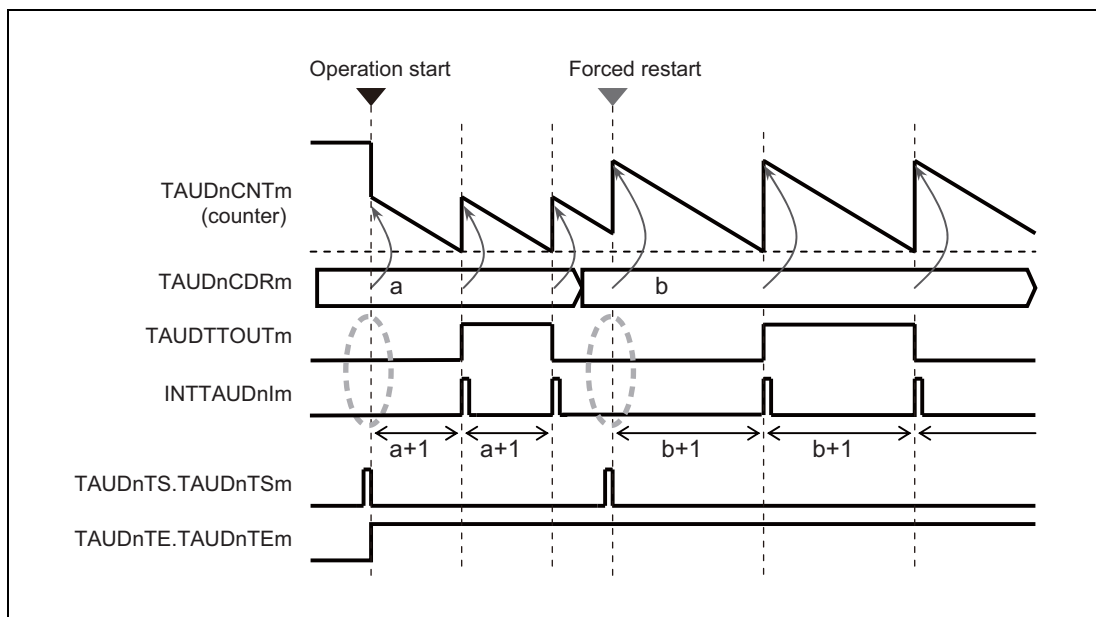 Operation start
Forced restart
TAUDnCNTm
(counter)
TAUDnCDRm
a
b
TAUDTTOUTm
INTTAUDnIm
a+1
a+1
b+1
b+1
TAUDnTS.TAUDnTSm
TAUDnTE.TAUDnTEm